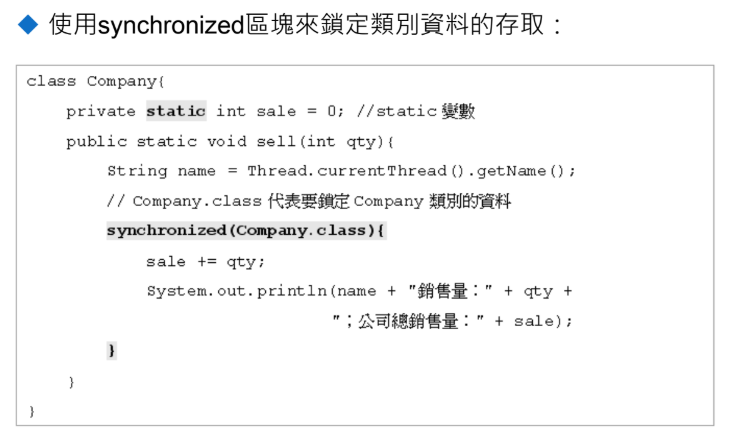 使用synchronized區塊來鎖定類別資料的存取：
class Company{
private static int sale = 0; //static 變數
public static void sell(int qty){
String name = Thread.currentThread().getName();
// Company.class 代表要鎖定 Company 類別的資料
synchronized(Company.class){
sale += qty;
System.out.println(name + "銷售量：" + qty +
"；公司總銷售量：" + sale);
}
}
}